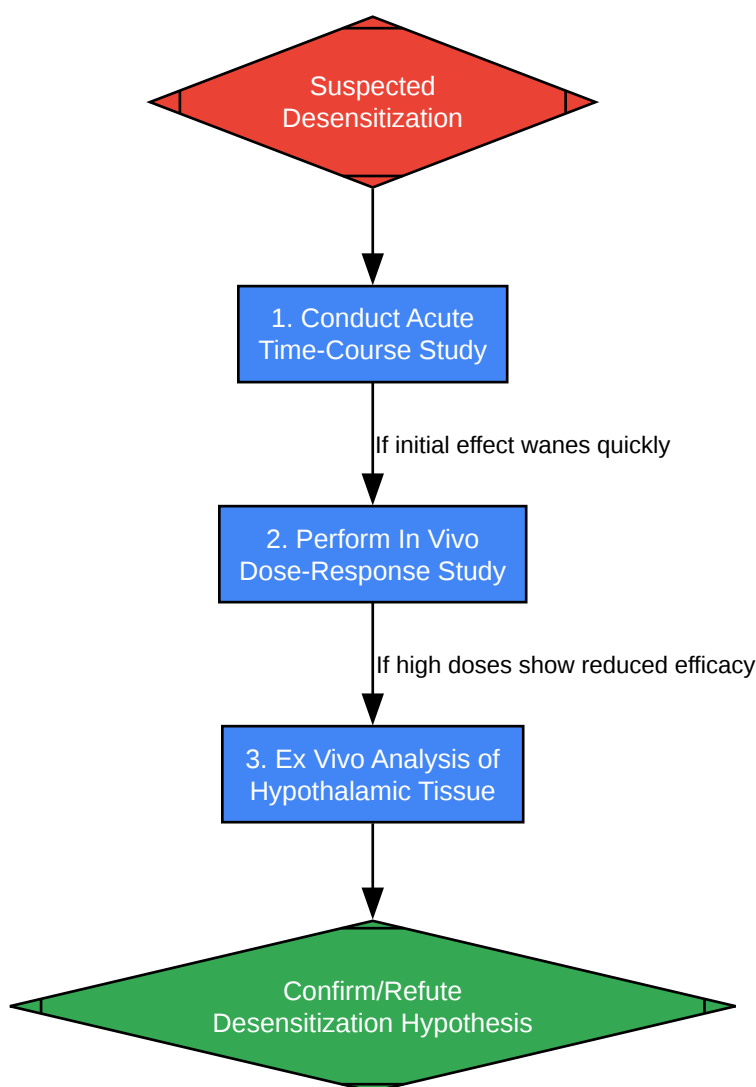 Suspected
Desensitization
1. Conduct Acute
Time-Course Study
If initial effect wanes quickly
2. Perform In Vivo
Dose-Response Study
If high doses show reduced efficacy
3. Ex Vivo Analysis of
Hypothalamic Tissue
Confirm/Refute
Desensitization Hypothesis